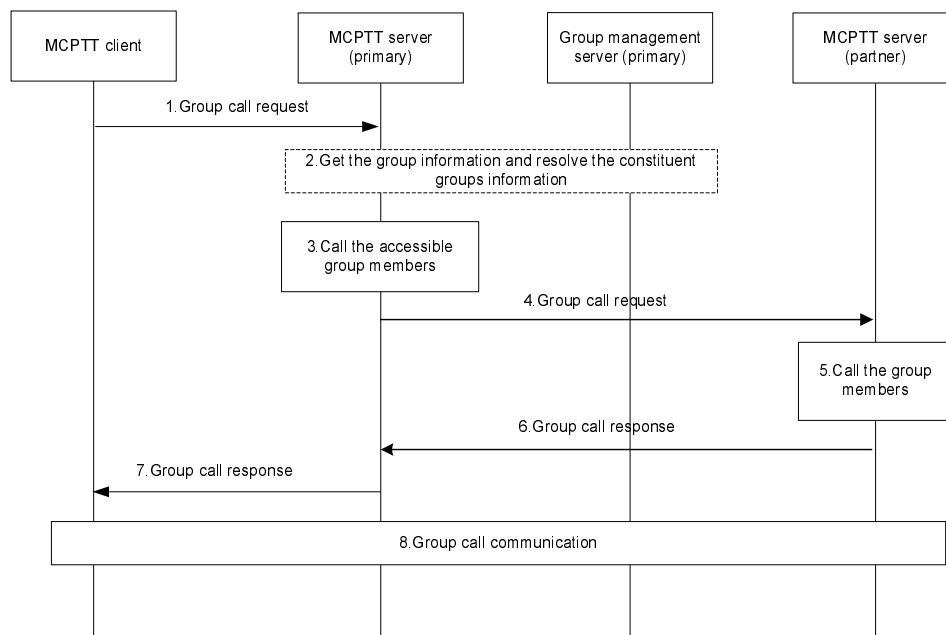 MCPTT client
MCPTT server
(primary)
Group management
server (primary)
MCPTT server
(partner)
1.Group call request
2.Get the group information and resolve the constituent
groups information
3.Call the accessible
group members
4.Group call request
5.Call the group
members
6.Group call response
7.Group call response
8.Group call communication